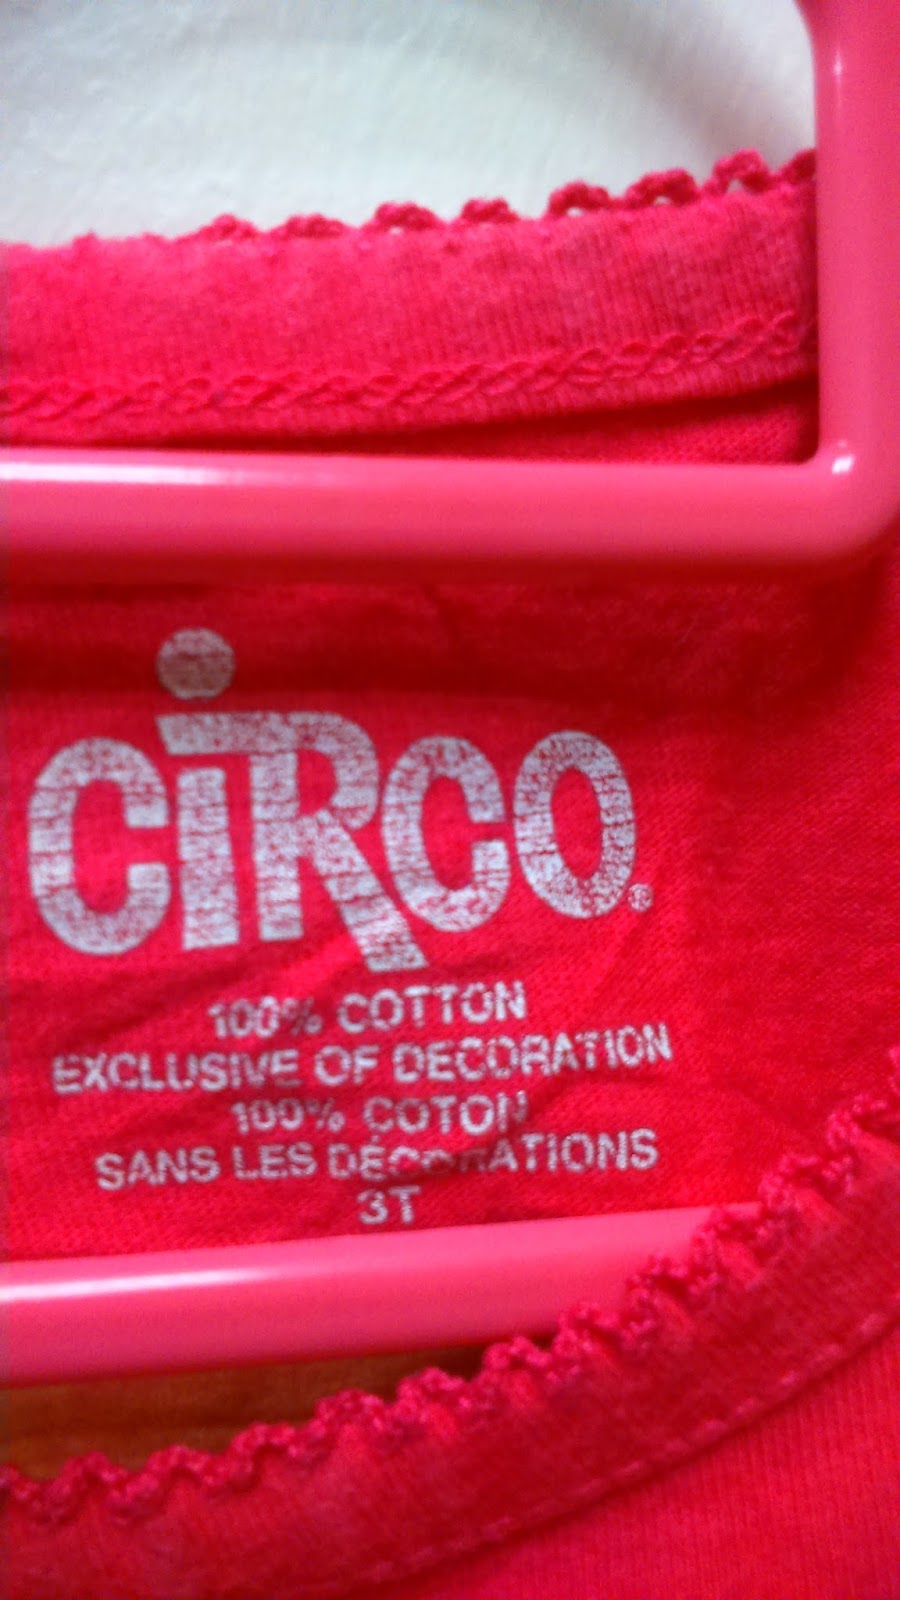 CiRCO®
100% COTTON
EXCLUSIVE OF DECORATION
100% COTON
SANS LES DÉCORATIONS
3T